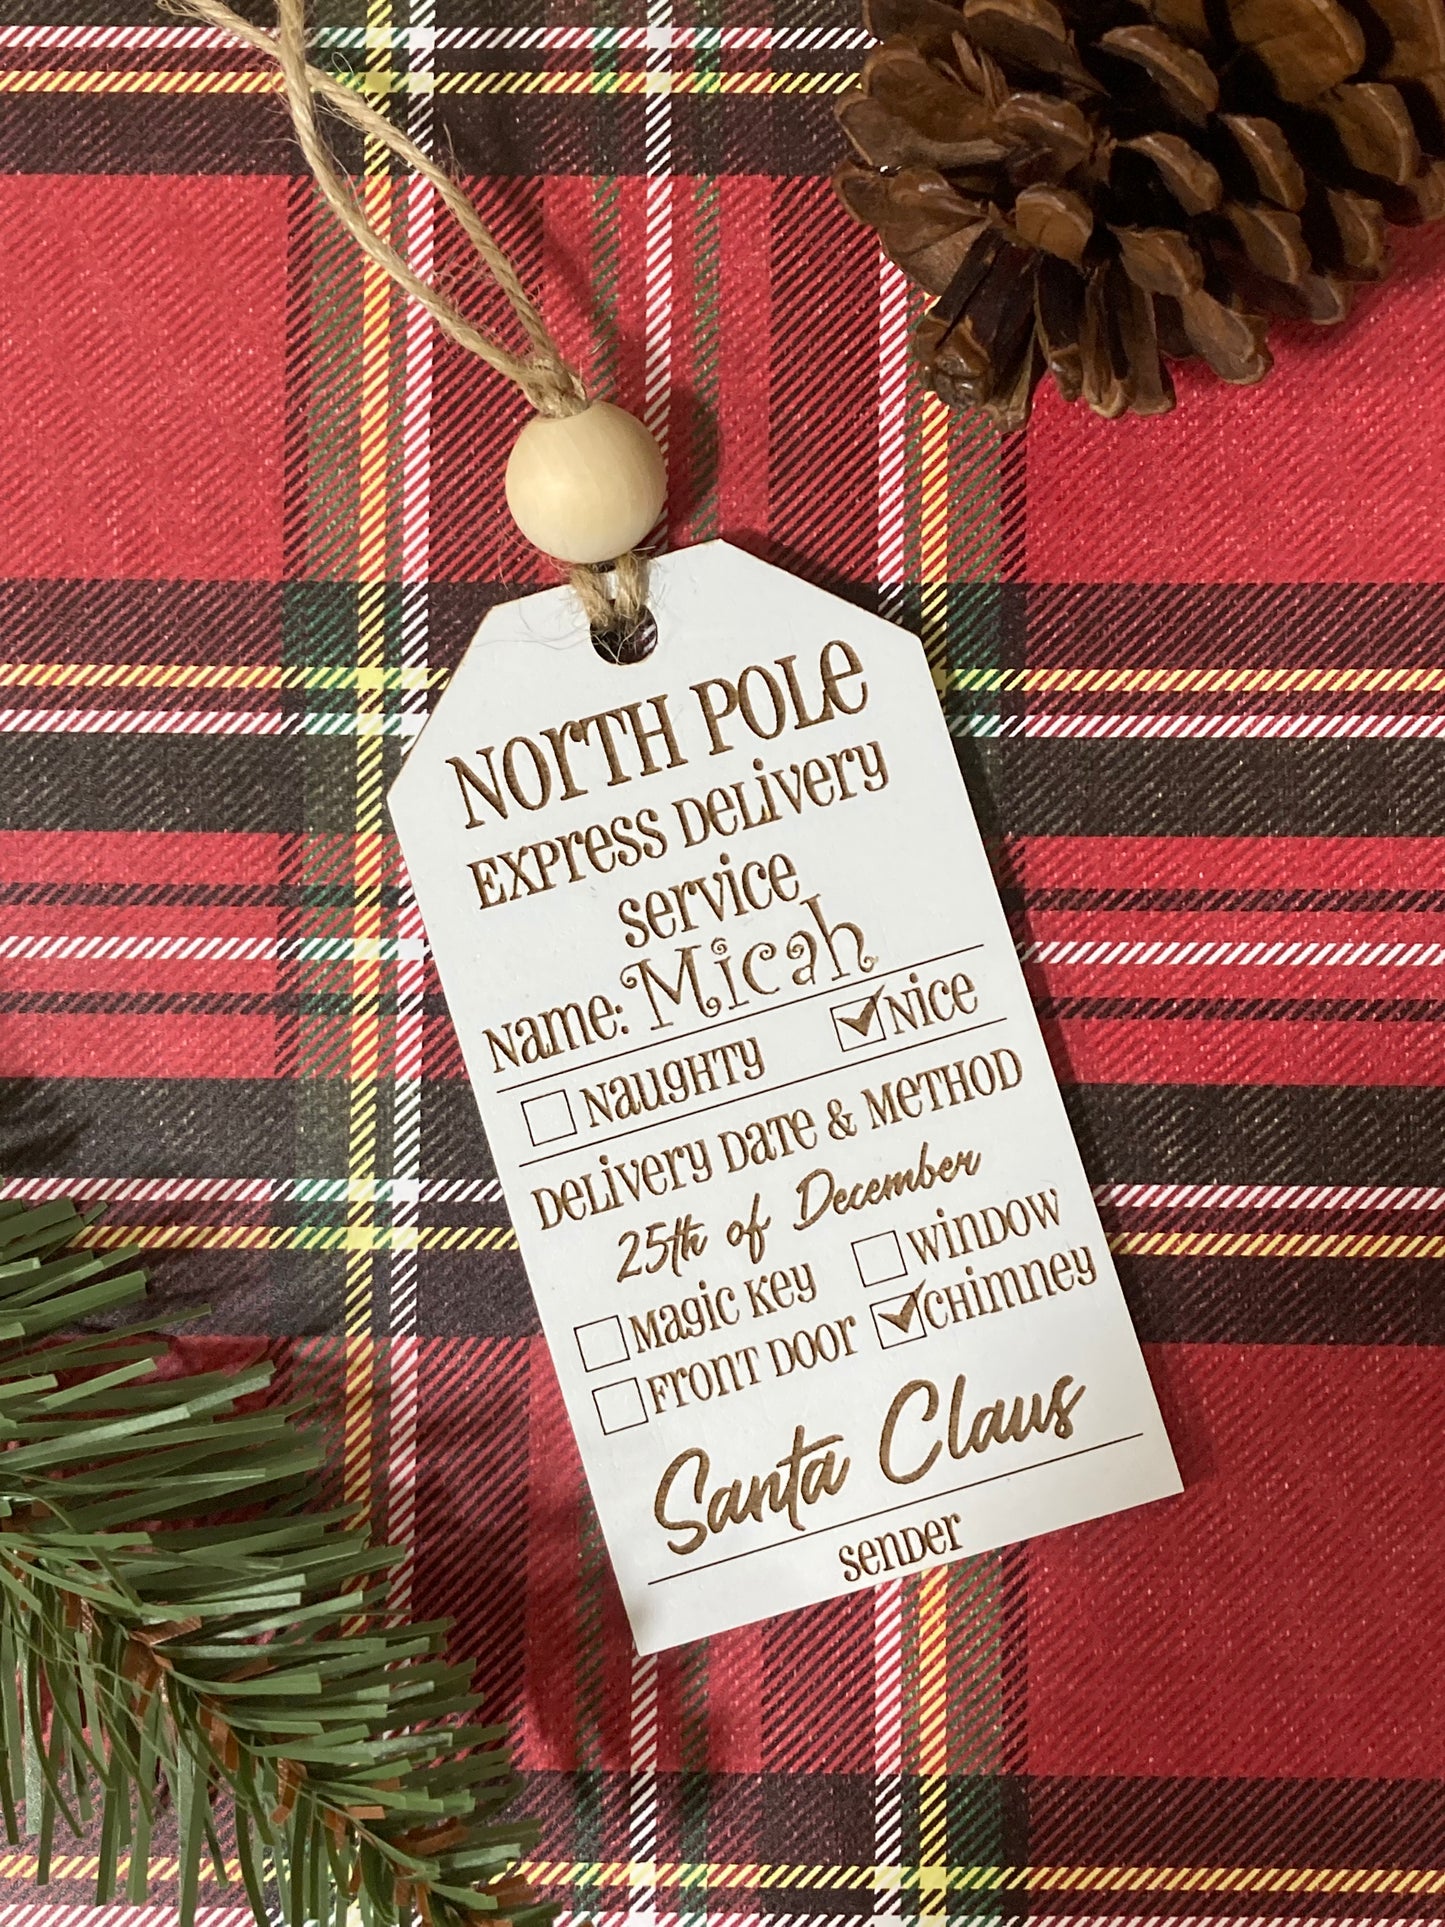 NORTH POLE
EXPRESS DELIVERY
SERVICE
NAME: Micah
NAUGHTY ✓ NICE
DELIVERY DATE & METHOD
25th of December
MAGIC KEY WINDOW
FRONT DOOR ✓ CHIMNEY
Santa Claus
SENDER